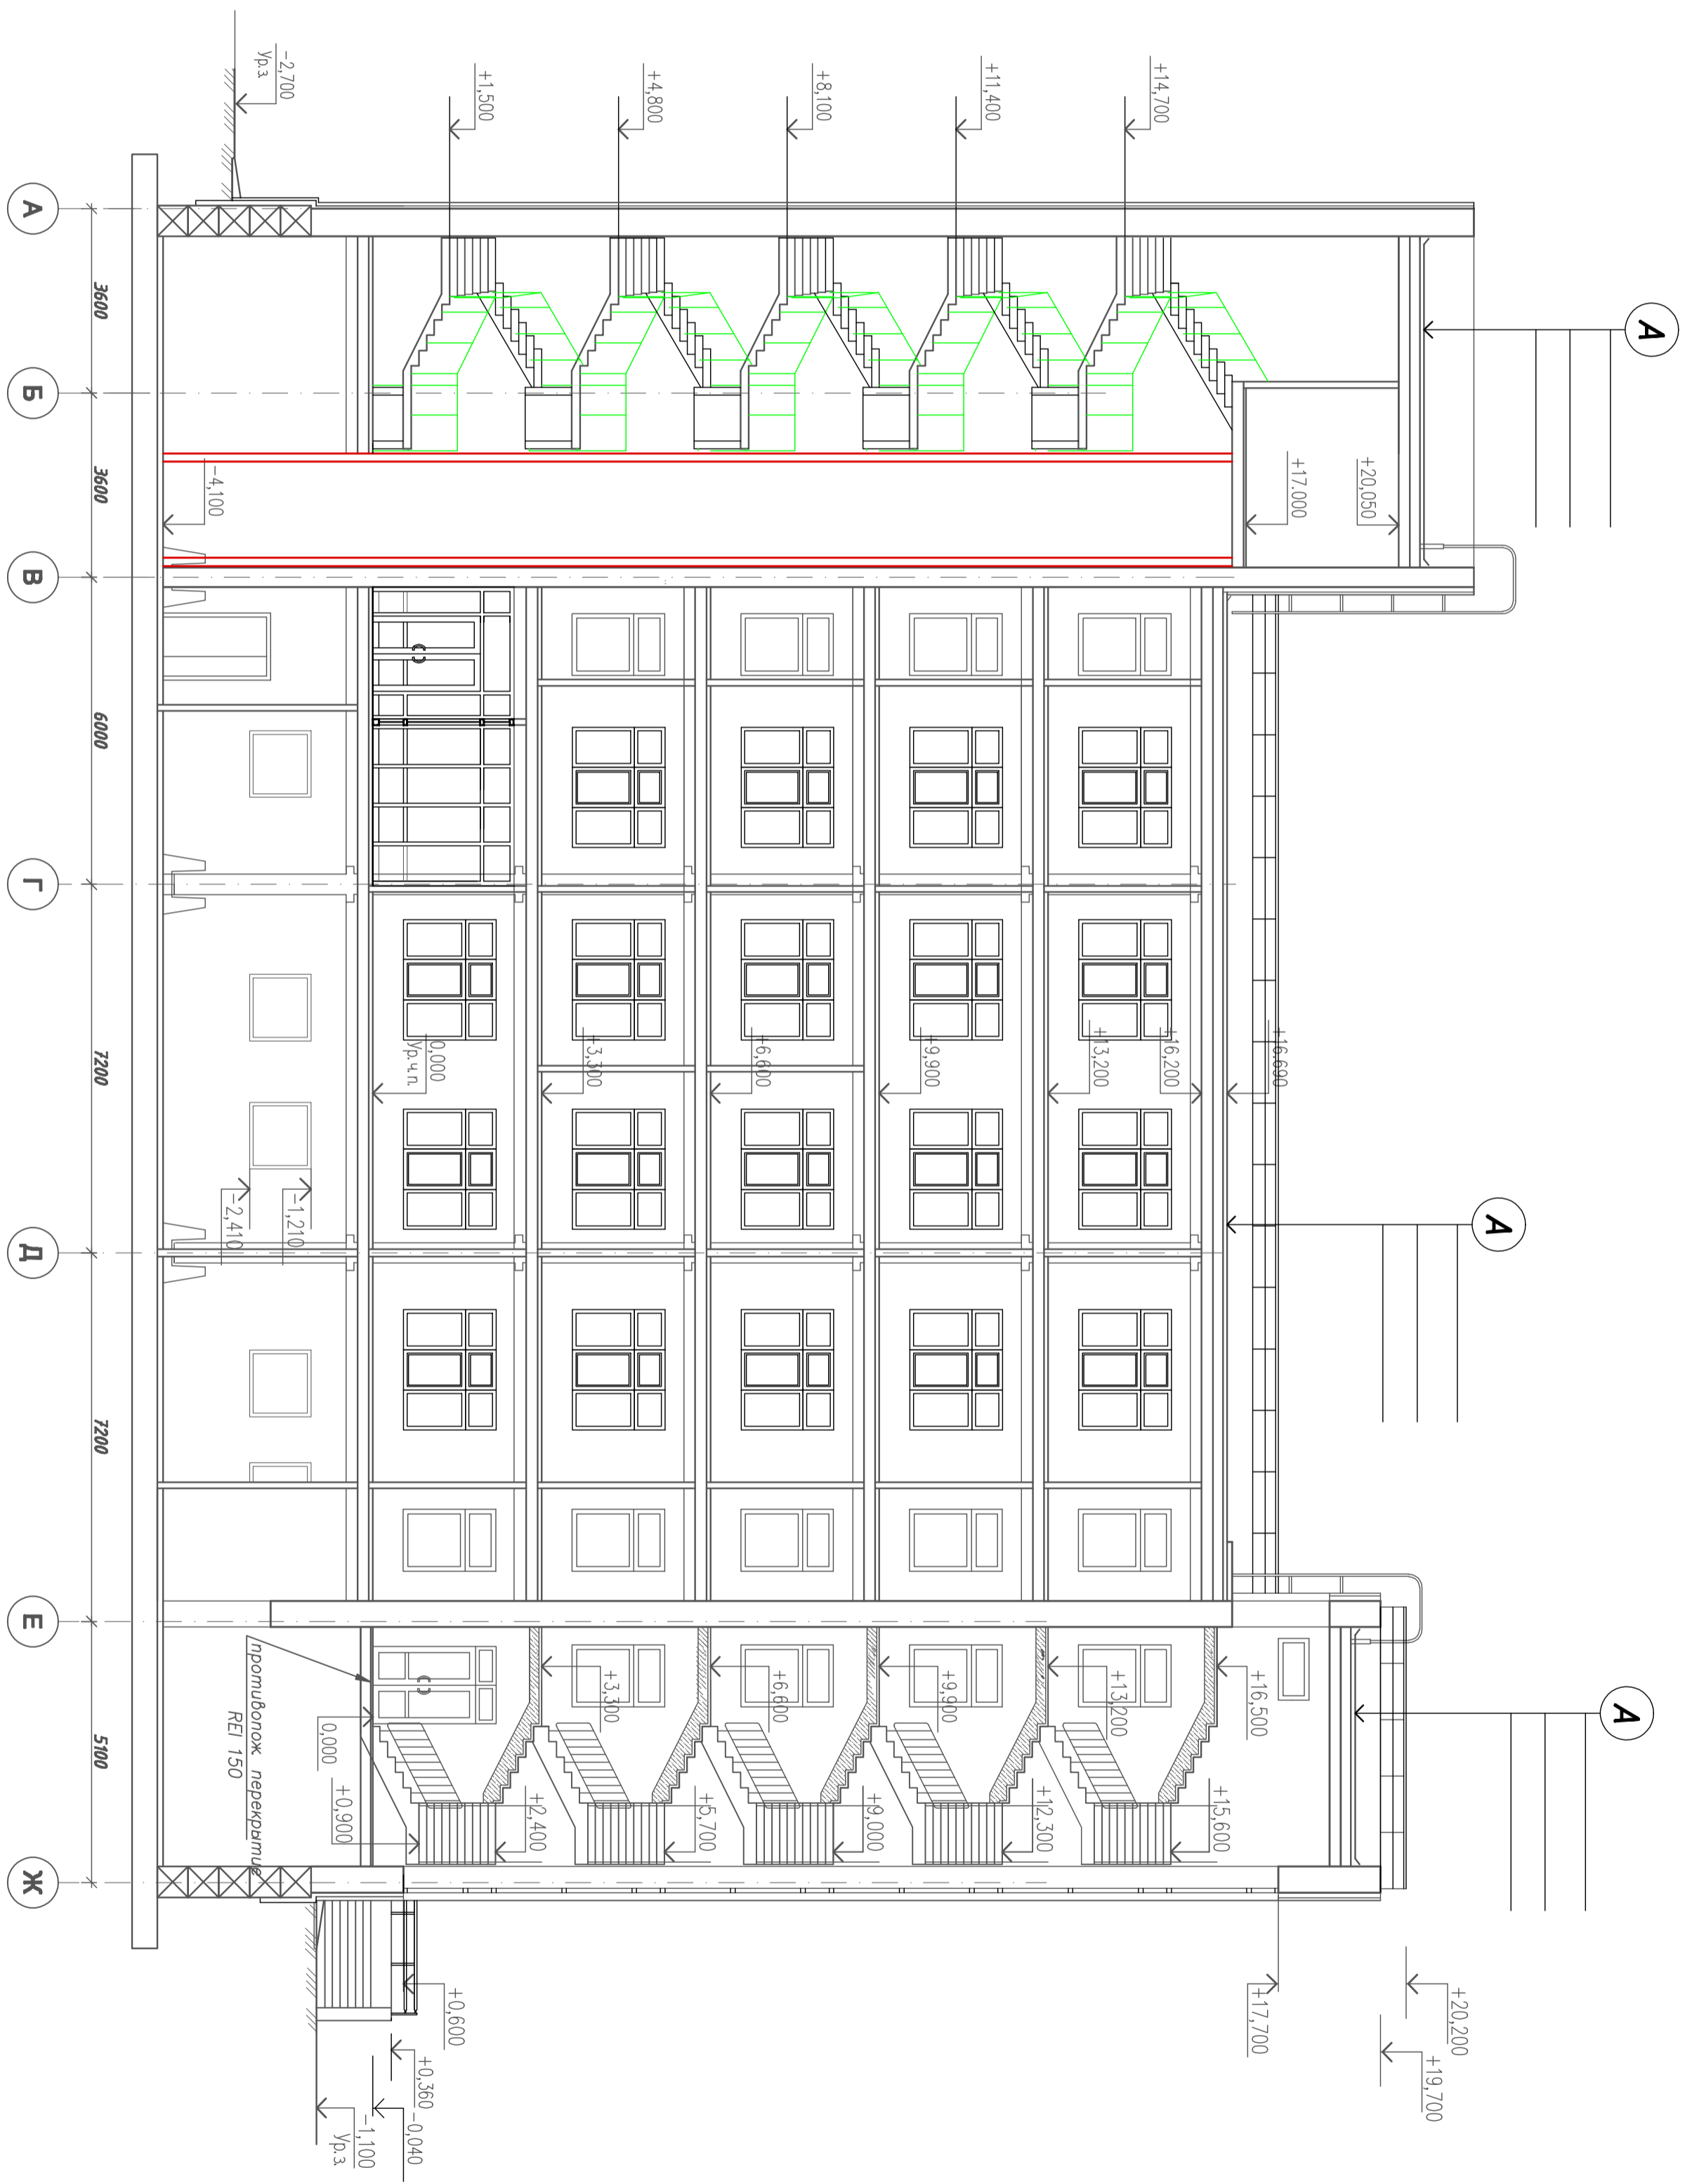 А
А
А
+20,200
+19,700
+20,050
+17.000
+17,700
+16.690
+16,200
+16,500
+15,600
+14,700
+13,200
+13,200
+12,300
+11,400
+9,900
+9,900
+9,000
+8,100
+6,600
+6,600
+5,700
+4,800
+3,300
+3,300
+2,400
+1,500
0,000
Ур.ч.п.
+0,900
0,000
+0,600
+0,360
-0,040
-1,100
Ур.з.
-1,210
-2,410
-2,700
Ур.з.
-4,100
противопож. перекрытие
REI 150
3600
3600
6000
7200
7200
5100
А
Б
В
Г
Д
Е
Ж